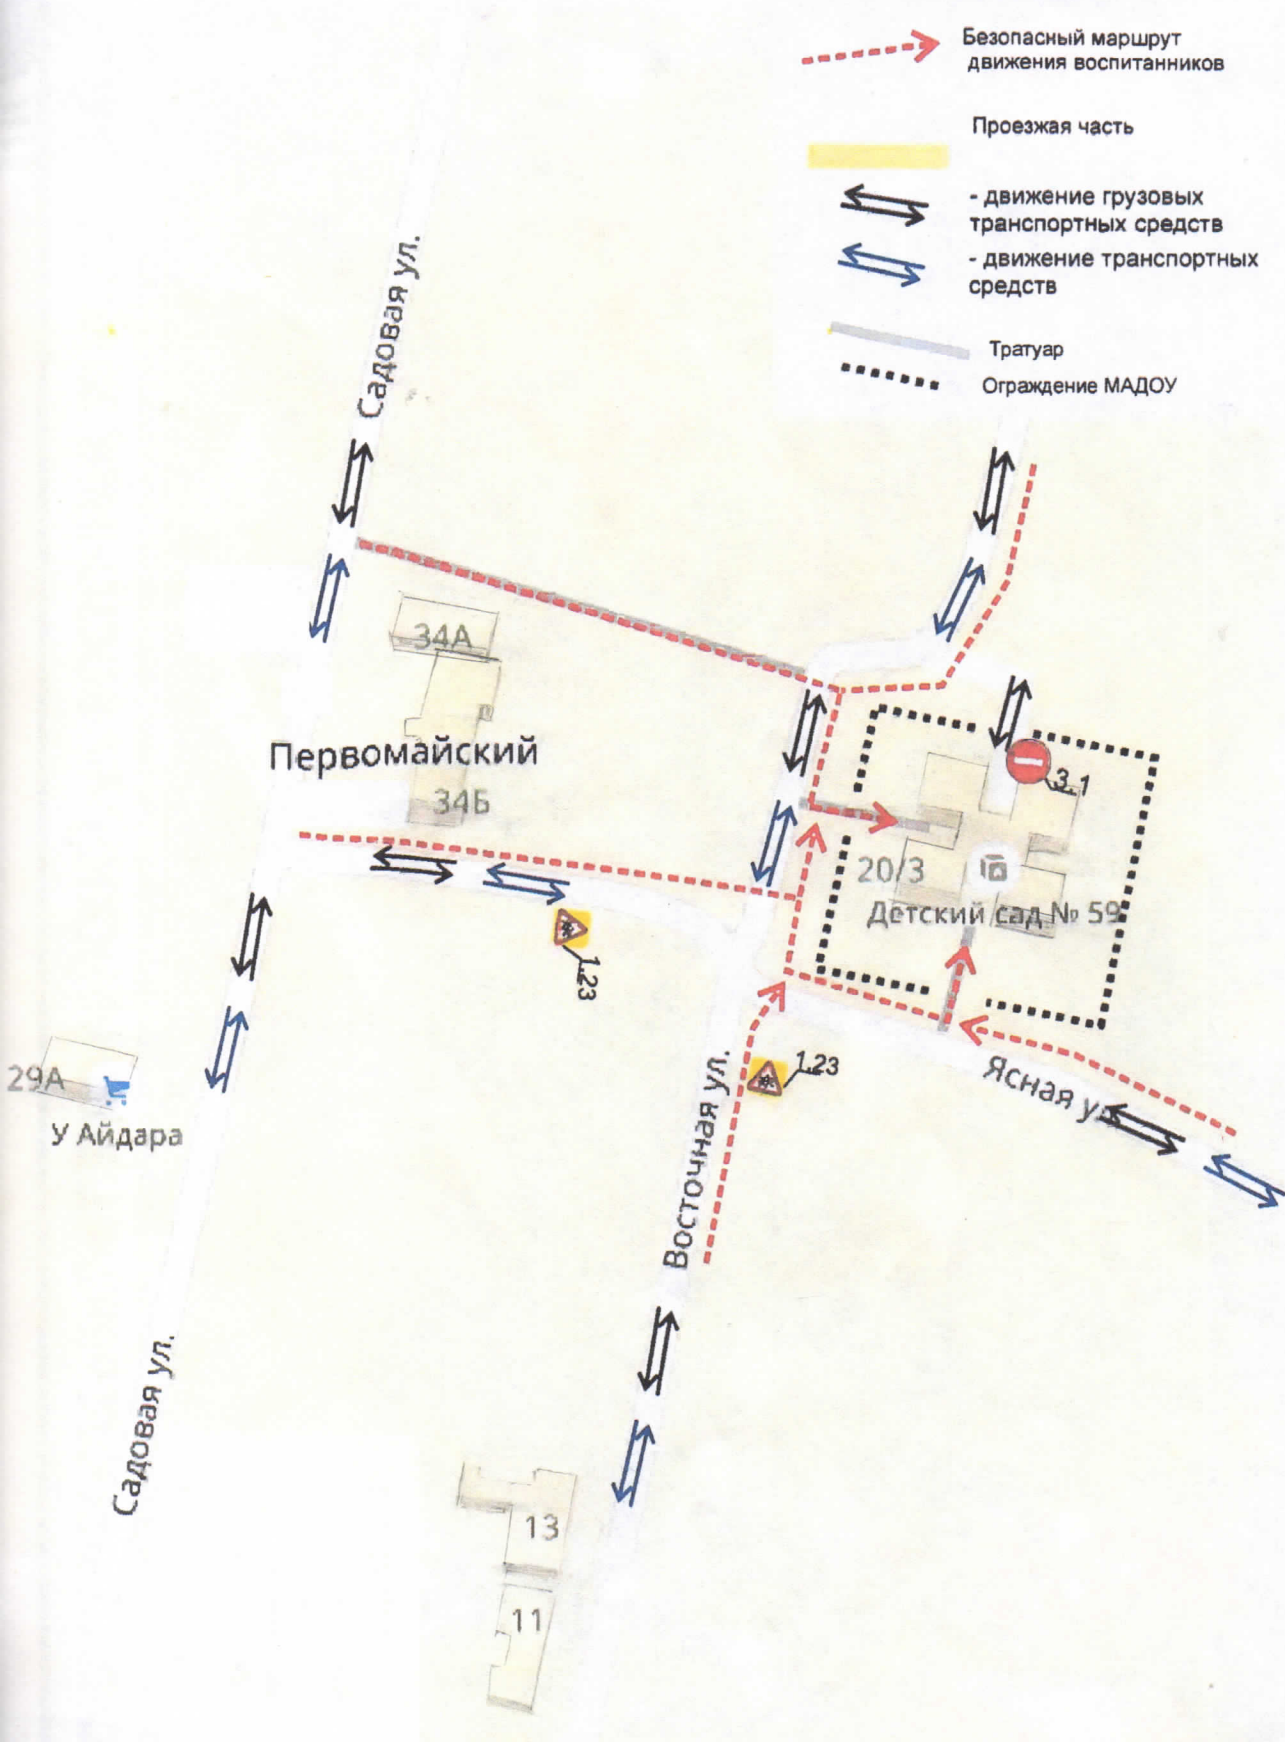 Безопасный маршрут
движения воспитанников
Проезжая часть
- движение грузовых
транспортных средств
- движение транспортных
средств
Тратуар
Ограждение МАДОУ
Садовая ул.
34А
Первомайский
34Б
3.1
20/3
Детский сад № 59
1.23
29А
У Айдара
1.23
Ясная у
Восточная ул.
Садовая ул.
13
11